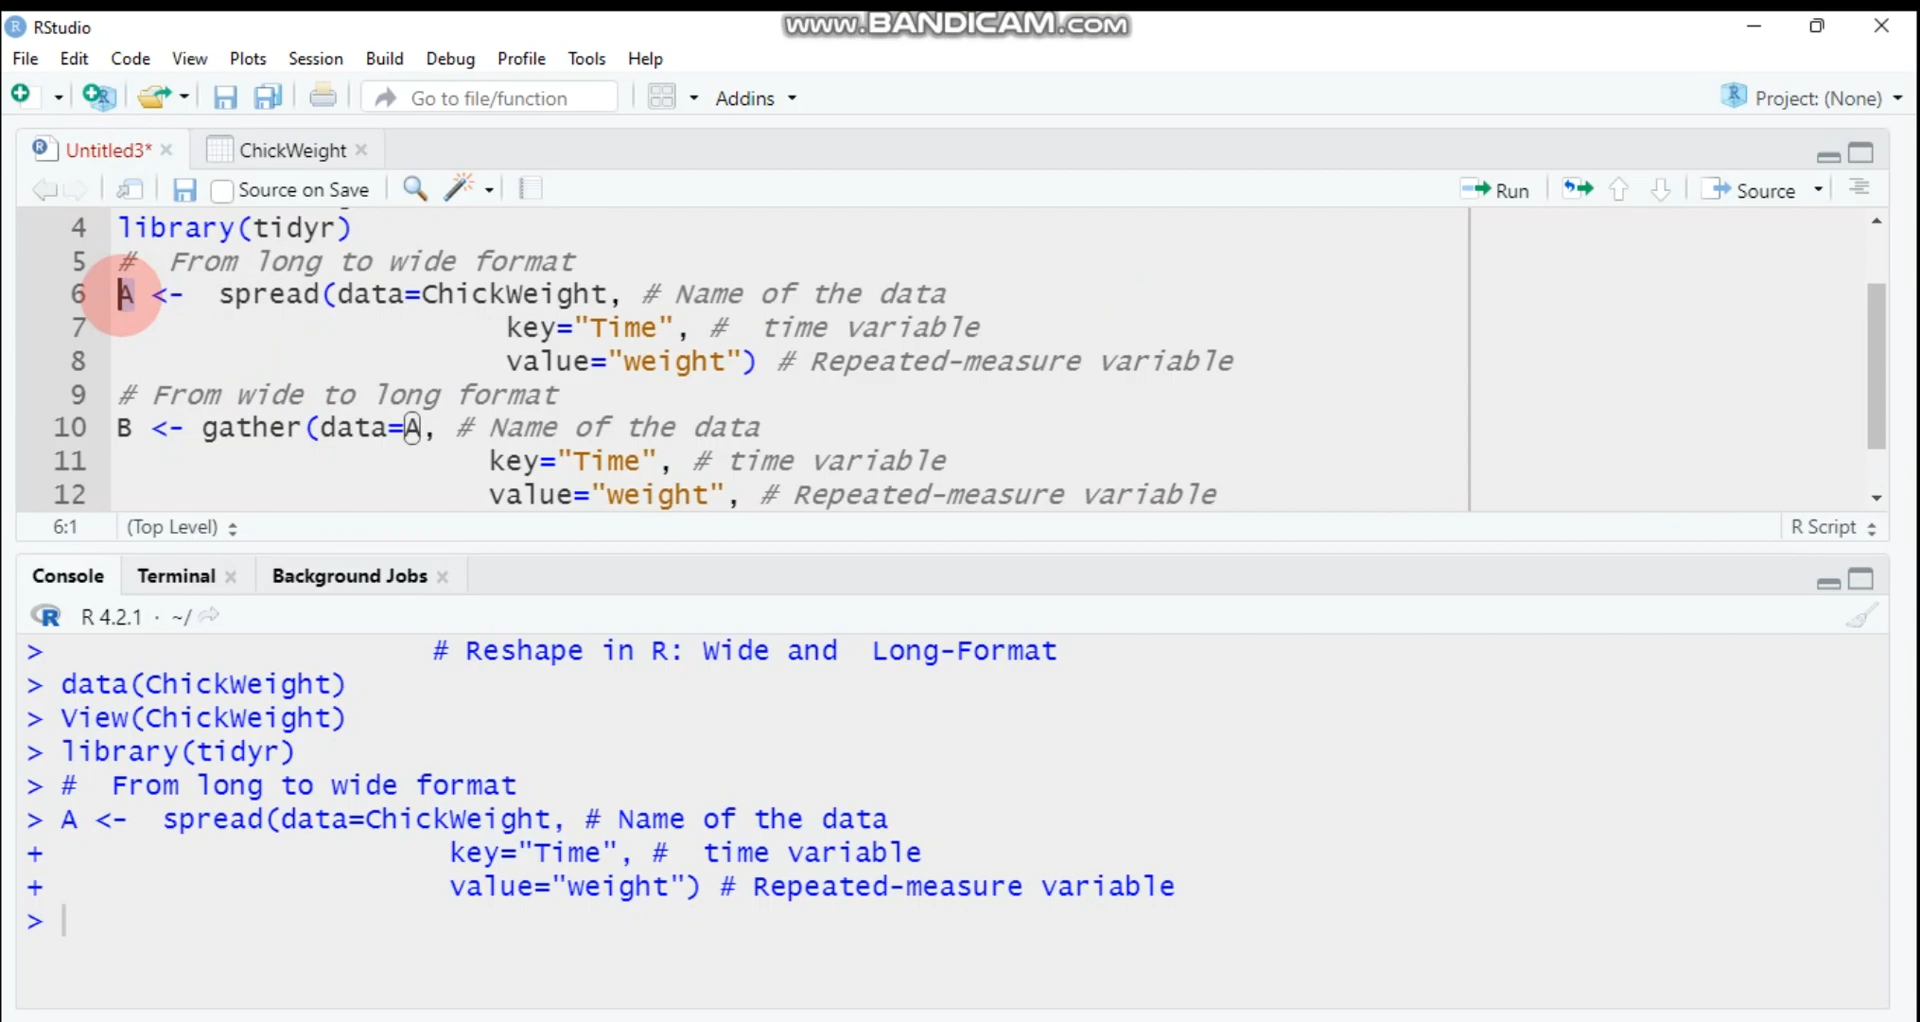 www.BANDICAM.com
RStudio
File Edit Code View Plots Session Build Debug Profile Tools Help
Go to file/function Addins Project: (None)
Untitled3* ChickWeight
Source on Save Run Source
4 library(tidyr)
5 #  From long to wide format
6 A <-  spread(data=ChickWeight, # Name of the data
7 key="Time", #  time variable
8 value="weight") # Repeated-measure variable
9 # From wide to long format
10 B <- gather(data=A, # Name of the data
11 key="Time", # time variable
12 value="weight", # Repeated-measure variable
6:1 (Top Level) R Script
Console Terminal Background Jobs
R 4.2.1 · ~/
> # Reshape in R: Wide and  Long-Format
> data(ChickWeight)
> View(ChickWeight)
> library(tidyr)
> #  From long to wide format
> A <-  spread(data=ChickWeight, # Name of the data
+ key="Time", #  time variable
+ value="weight") # Repeated-measure variable
>